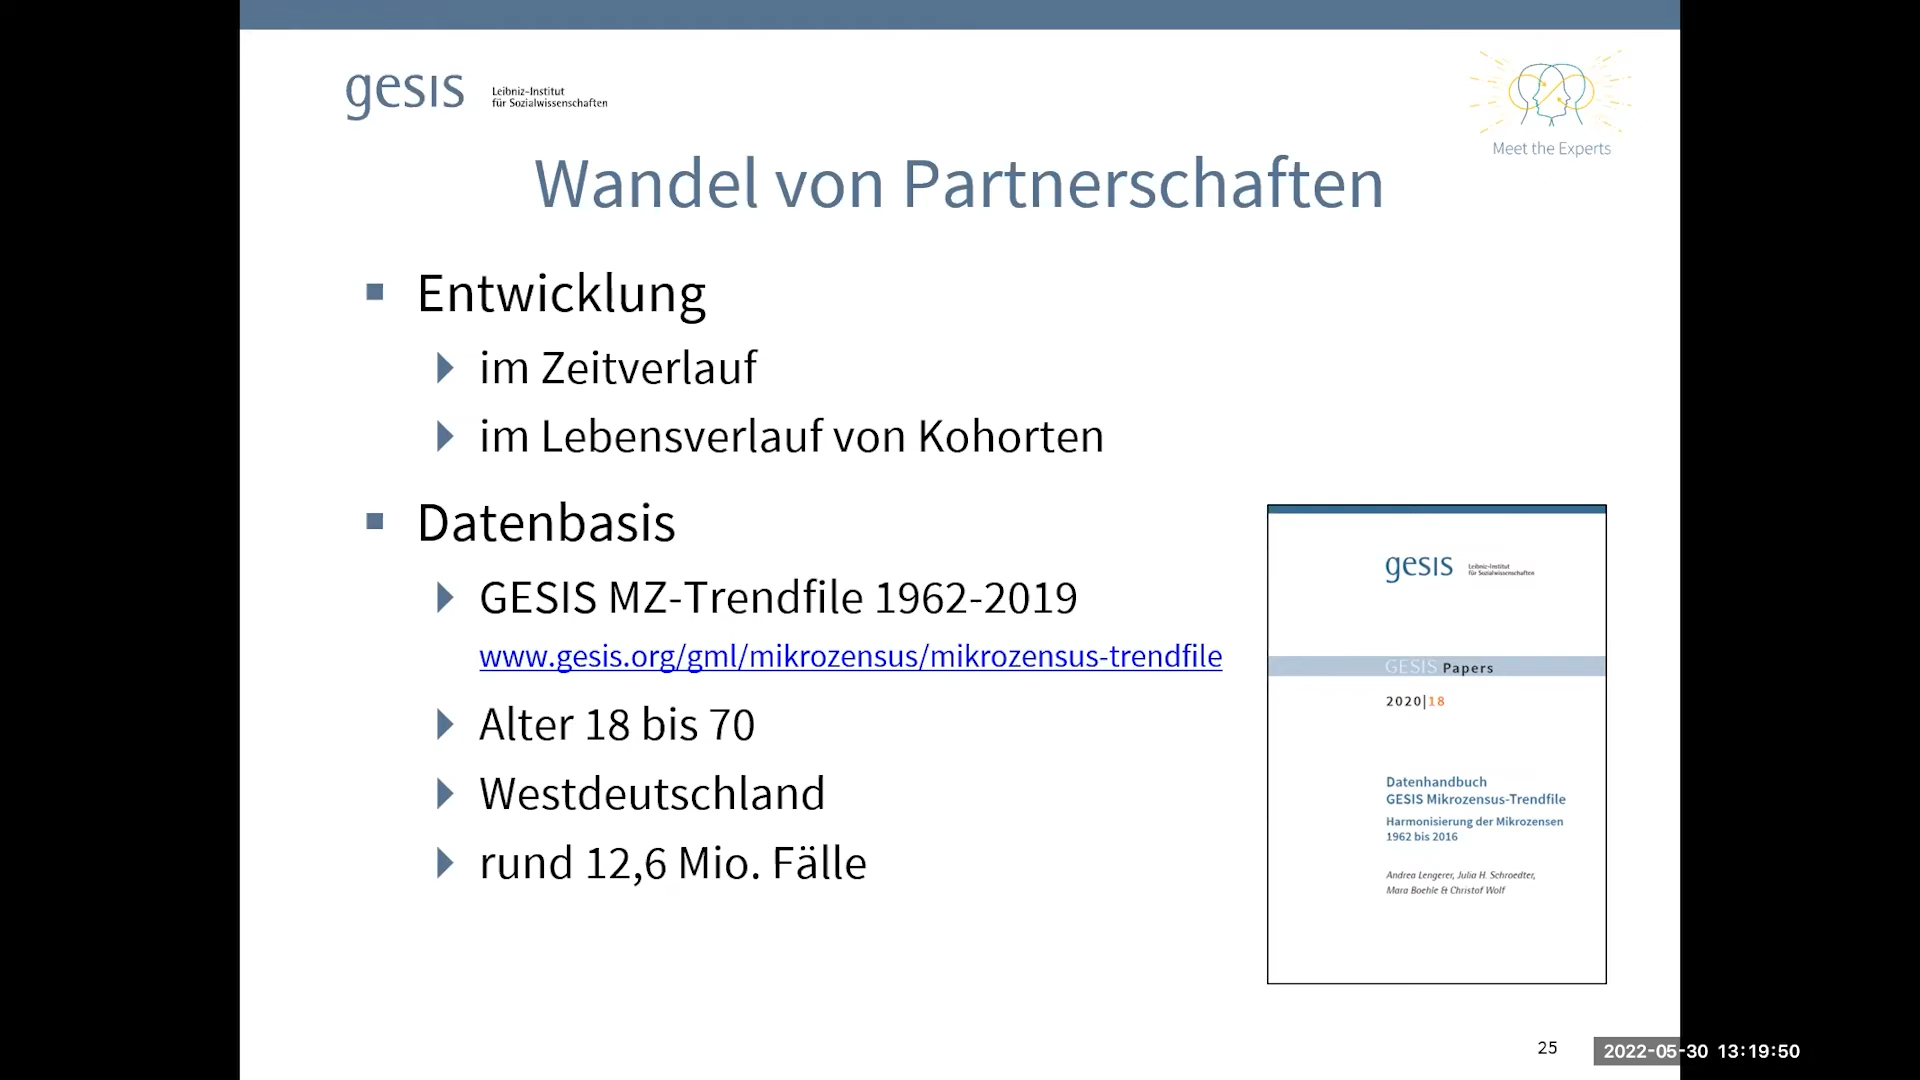 gesis
Leibniz-Institut
für Sozialwissenschaften
Meet the Experts
Wandel von Partnerschaften
Entwicklung
im Zeitverlauf
im Lebensverlauf von Kohorten
Datenbasis
GESIS MZ-Trendfile 1962-2019
www.gesis.org/gml/mikrozensus/mikrozensus-trendfile
Alter 18 bis 70
Westdeutschland
rund 12,6 Mio. Fälle
gesis
Leibniz-Institut
für Sozialwissenschaften
GESIS Papers
2020|18
Datenhandbuch
GESIS Mikrozensus-Trendfile
Harmonisierung der Mikrozensen
1962 bis 2016
Andrea Lengerer, Julia H. Schroedter,
Mara Boehle & Christof Wolf
25
2022-05-30 13:19:50